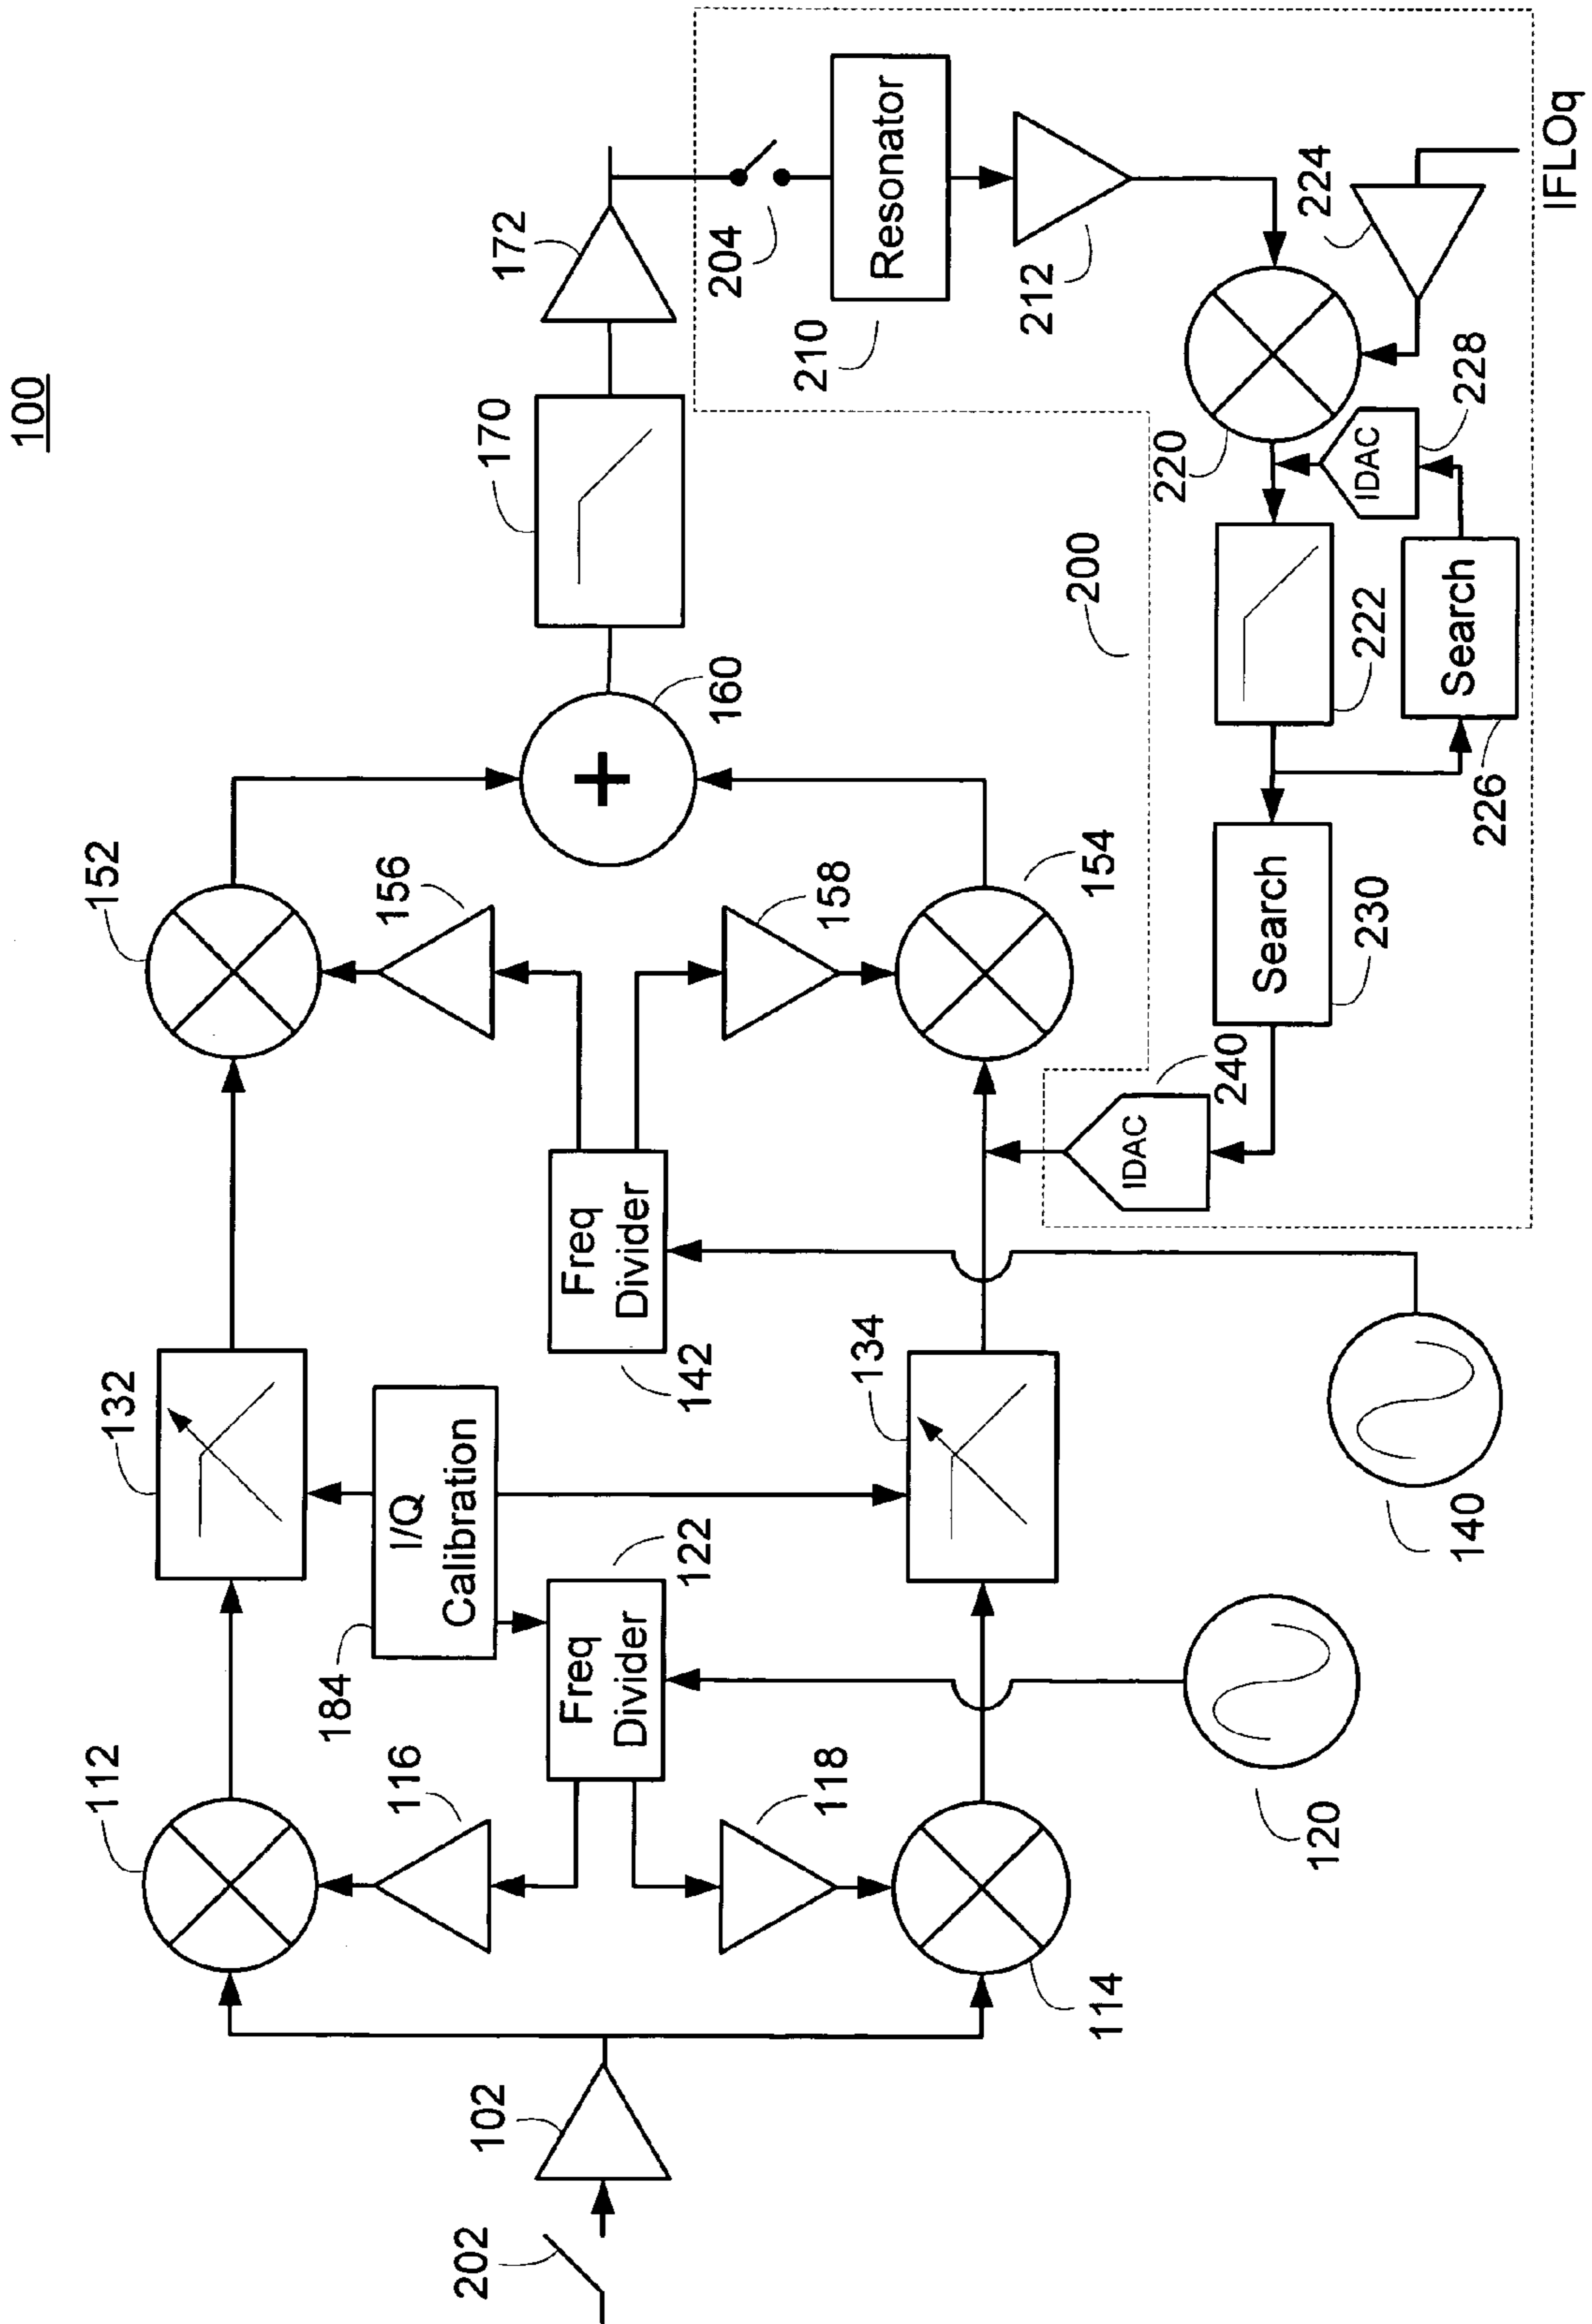 100
202
102
112
116
118
114
184
I/Q
Calibration
Freq
Divider
122
120
132
134
Freq
Divider
142
140
152
156
158
154
160
170
172
204
Resonator
210
212
224
IFLOq
220
IDAC
228
222
Search
226
Search
230
IDAC
240
200